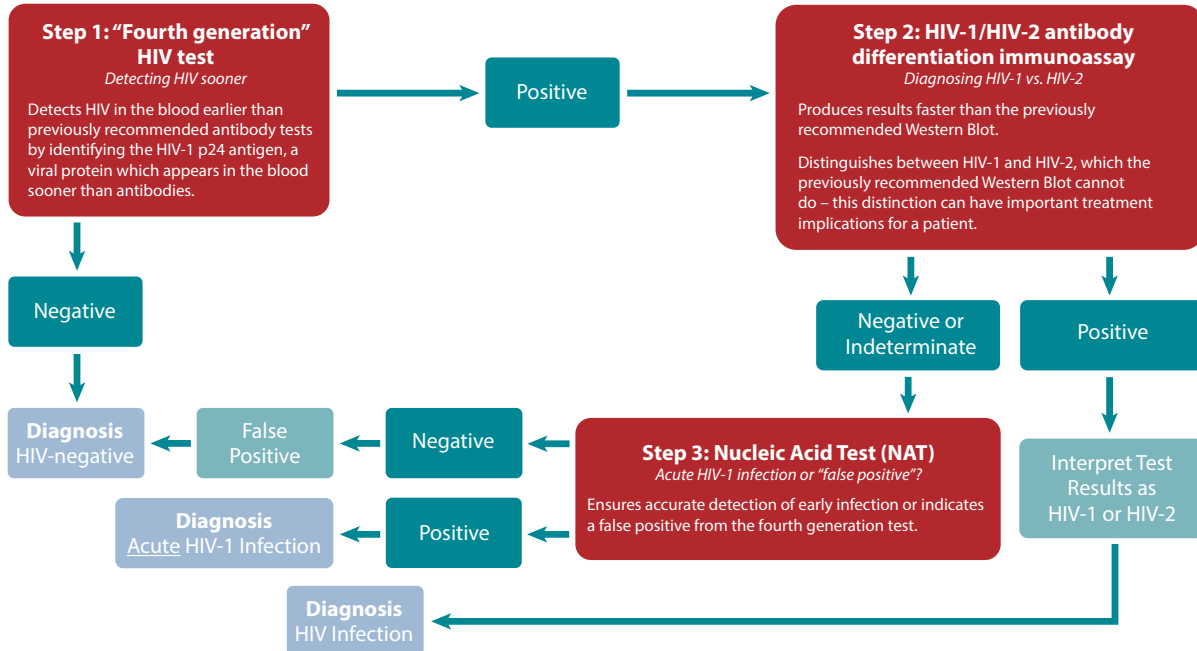 Step 1: “Fourth generation”
HIV test
Detecting HIV sooner
Detects HIV in the blood earlier than
previously recommended antibody tests
by identifying the HIV-1 p24 antigen, a
viral protein which appears in the blood
sooner than antibodies.
Positive
Step 2: HIV-1/HIV-2 antibody
differentiation immunoassay
Diagnosing HIV-1 vs. HIV-2
Produces results faster than the previously
recommended Western Blot.
Distinguishes between HIV-1 and HIV-2, which the
previously recommended Western Blot cannot
do – this distinction can have important treatment
implications for a patient.
Negative
Negative or
Indeterminate
Positive
Diagnosis
HIV-negative
False
Positive
Negative
Step 3: Nucleic Acid Test (NAT)
Acute HIV-1 infection or “false positive”?
Ensures accurate detection of early infection or indicates
a false positive from the fourth generation test.
Interpret Test
Results as
HIV-1 or HIV-2
Diagnosis
Acute HIV-1 Infection
Positive
Diagnosis
HIV Infection